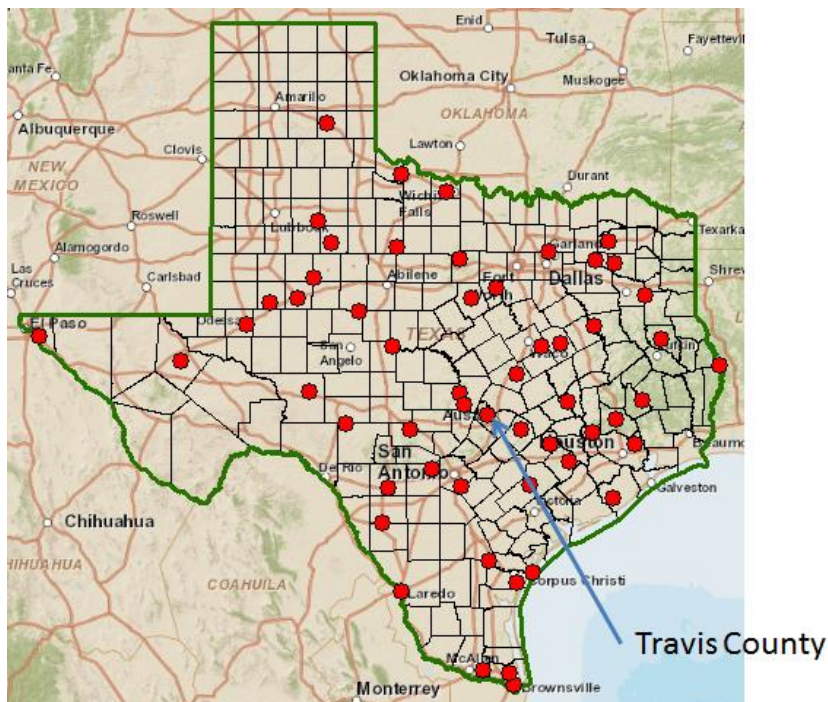 Enid
Tulsa
Fayettevil
anta Fe
Oklahoma City
Muskogee
Amarillo
OKLAHOMA
Albuquerque
Clovis
Lawton
NEW
MEXICO
Durant
Wichita
Falls
Roswell
Lubbock
Texarka
Alamogordo
Garland
Las
Cruces
Carlsbad
Abilene
Fort
Dallas
Shrev
El Paso
Odessa
TEXAS
San
Angelo
Waco
Lufkin
Austin
Houston
Beaumo
San
Antonio
Del Rio
Victoria
Galveston
Chihuahua
HIHUAHUA
COAHUILA
Corpus Christi
Laredo
Travis County
McAllen
Monterrey
Brownsville